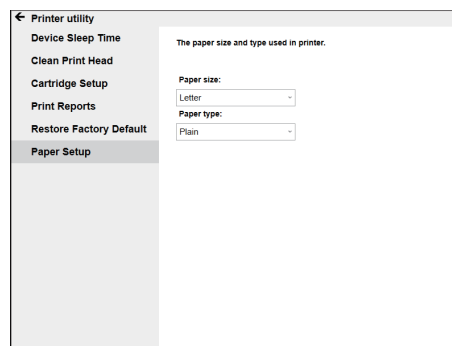 Printer utility
Device Sleep Time
Clean Print Head
Cartridge Setup
Print Reports
Restore Factory Default
Paper Setup
The paper size and type used in printer.
Paper size:
Letter
Paper type:
Plain